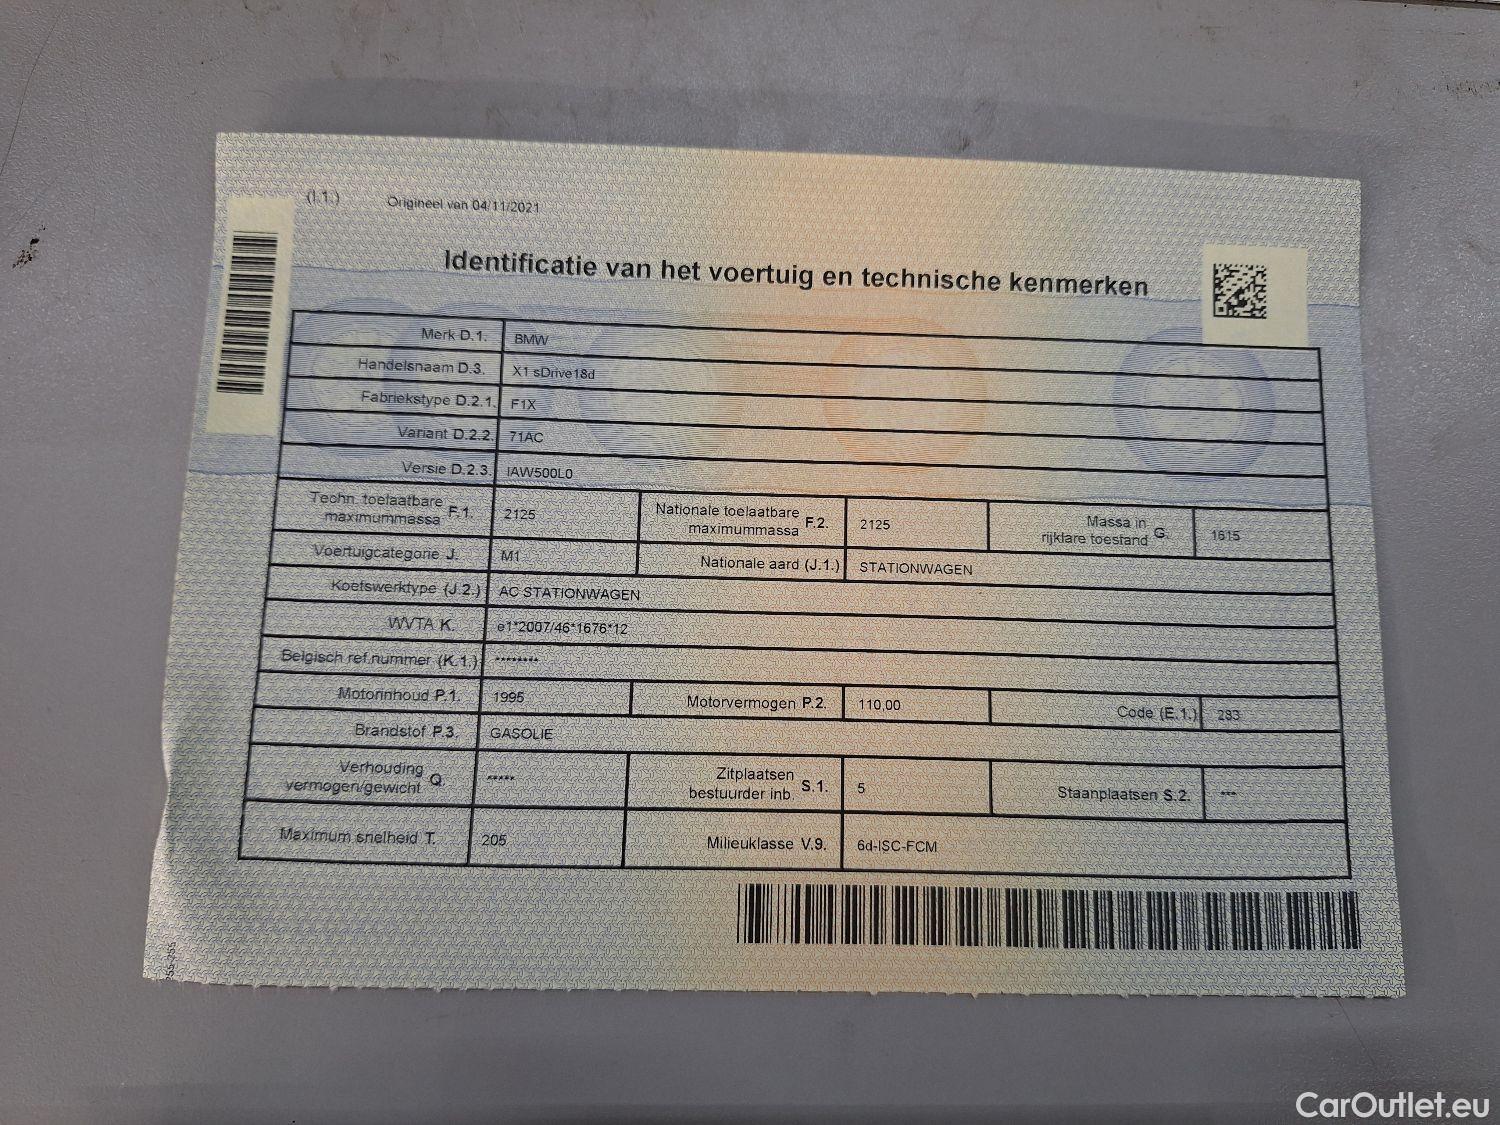 (I.1.) Origineel van 04/11/2021
Identificatie van het voertuig en technische kenmerken
Merk D.1. BMW
Handelsnaam D.3. X1 sDrive18d
Fabriekstype D.2.1. F1X
Variant D.2.2. 71AC
Versie D.2.3. IAW500L0
Techn. toelaatbare maximummassa F.1. 2125 Nationale toelaatbare maximummassa F.2. 2125 Massa in rijklare toestand G. 1615
Voertuigcategorie J. M1 Nationale aard (J.1.) STATIONWAGEN
Koetswerktype (J.2.) AC STATIONWAGEN
WVTA K. e1*2007/46*1676*12
Belgisch ref.nummer (K.1.) ********
Motorinhoud P.1. 1995 Motorvermogen P.2. 110,00 Code (E.1.) 283
Brandstof P.3. GASOLIE
Verhouding vermogen/gewicht Q. ***** Zitplaatsen bestuurder inb. S.1. 5 Staanplaatsen S.2. ***
Maximum snelheid T. 205 Milieuklasse V.9. 6d-ISC-FCM
CarOutlet.eu